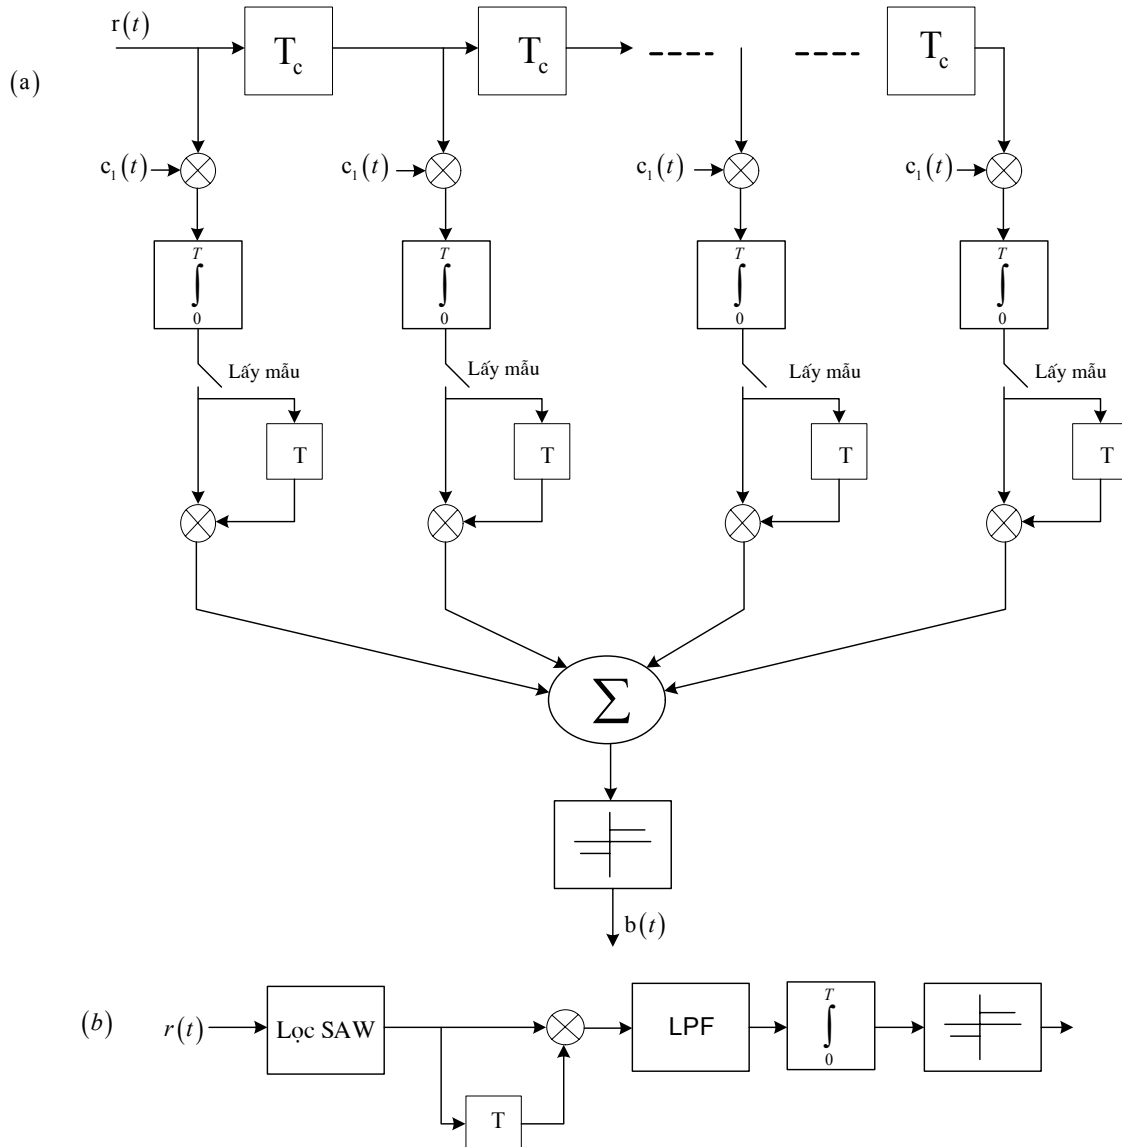 r(t)
T_c T_c T_c
(a)
c_1(t) c_1(t) c_1(t) c_1(t)
T T T T
∫ ∫ ∫ ∫
0 0 0 0
Lấy mẫu Lấy mẫu Lấy mẫu Lấy mẫu
T T T T
Σ
b(t)
(b) r(t) Lọc SAW LPF
T
∫
0
T